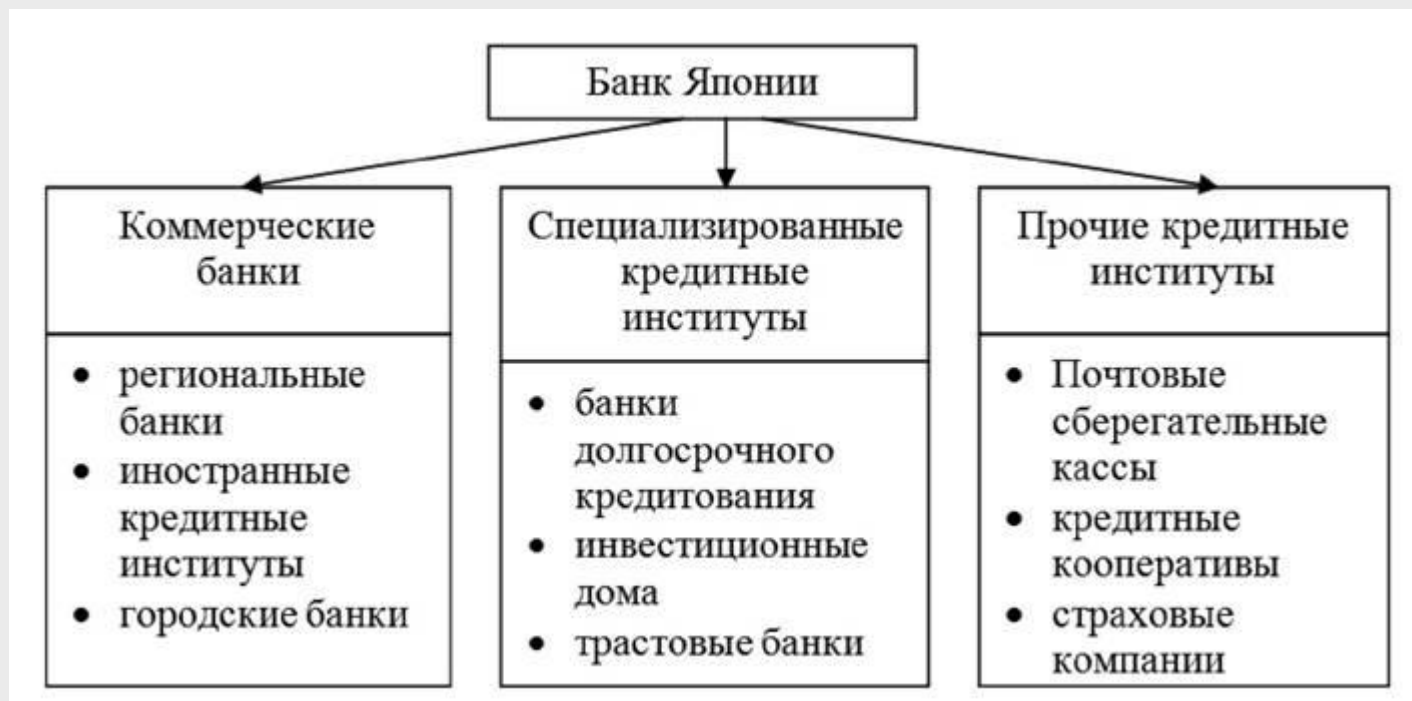 Банк Японии
Коммерческие
банки
• региональные
банки
• иностранные
кредитные
институты
• городские банки
Специализированные
кредитные
институты
• банки
долгосрочного
кредитования
• инвестиционные
дома
• трастовые банки
Прочие кредитные
институты
• Почтовые
сберегательные
кассы
• кредитные
кооперативы
• страховые
компании